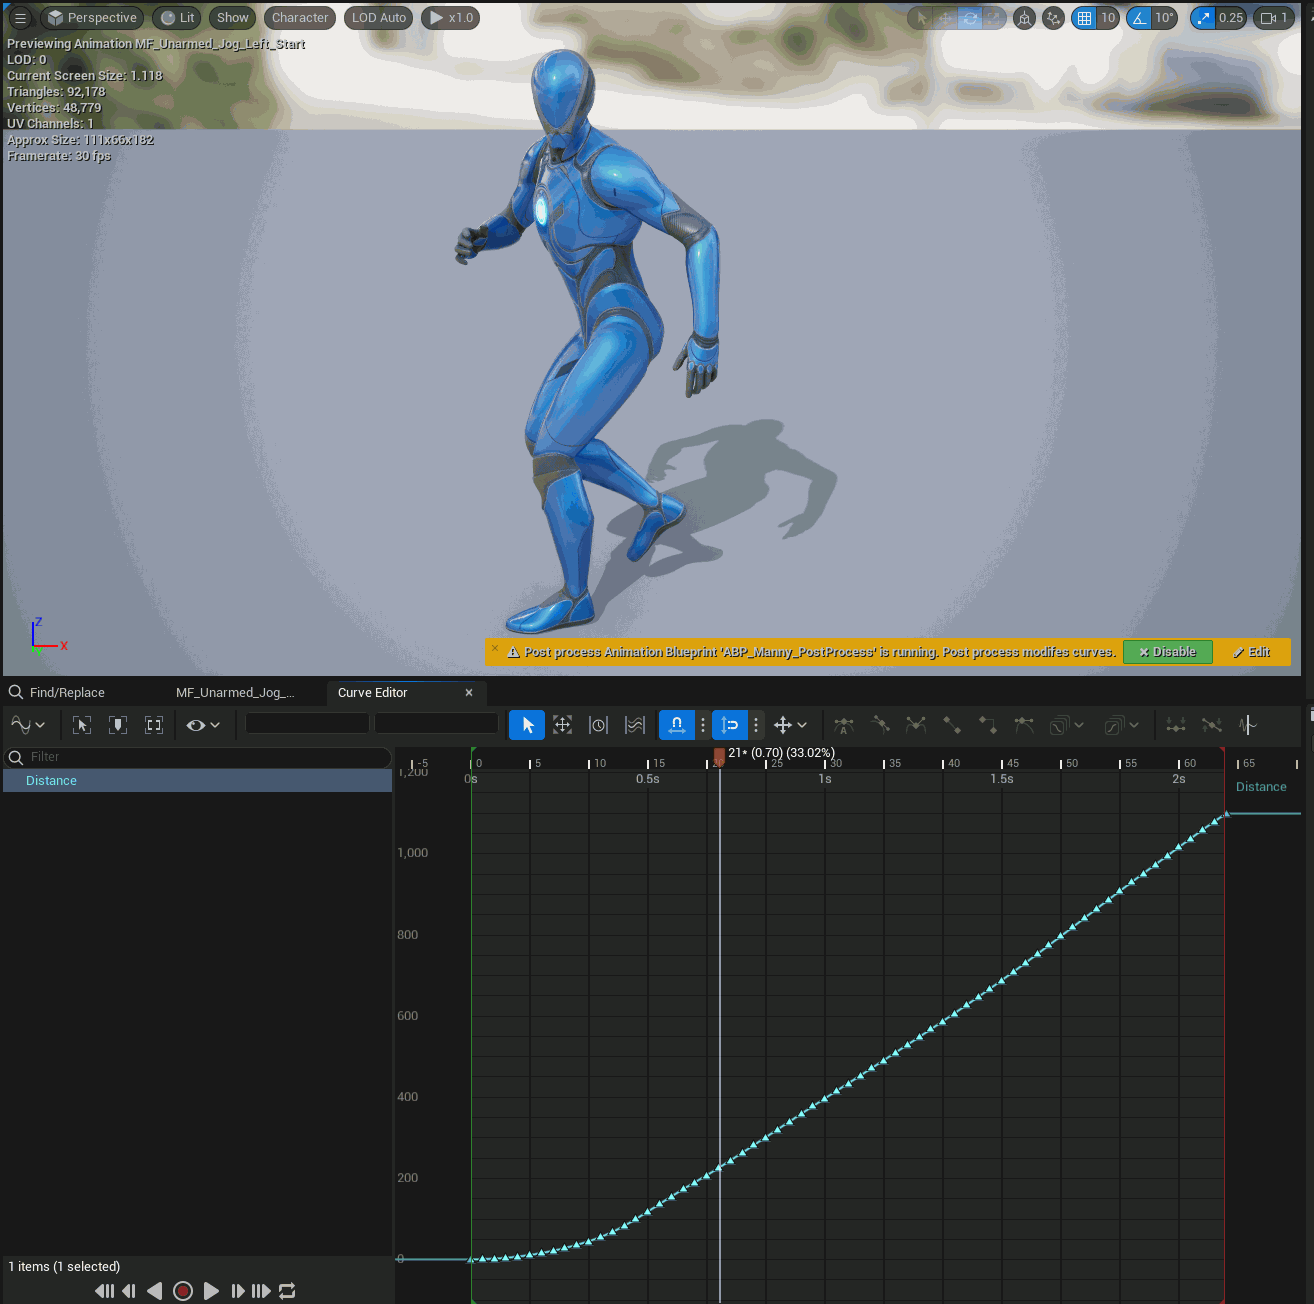 Perspective Lit Show Character LOD Auto x1.0 10 10° 0.25 1
Previewing Animation MF_Unarmed_Jog_Left_Start
LOD: 0
Current Screen Size: 1.118
Triangles: 92,178
Vertices: 48,779
UV Channels: 1
Approx Size: 111x66x182
Framerate: 30 fps
Z
X
Post process Animation Blueprint 'ABP_Manny_PostProcess' is running. Post process modifes curves. Disable Edit
Find/Replace MF_Unarmed_Jog_... Curve Editor
Filter
Distance
21* (0.70) (33.02%)
-5 0 5 10 15 20 25 30 35 40 45 50 55 60 65
0s 0.5s 1s 1.5s 2s
Distance
1,200
1,000
800
600
400
200
0
1 items (1 selected)